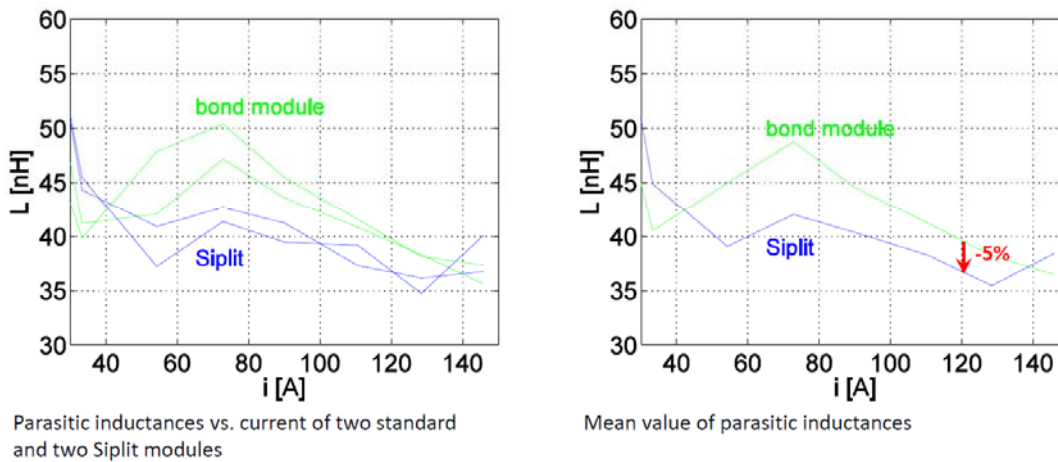 60
55
50
45
40
35
30
L [nH]
bond module
Siplit
40 60 80 100 120 140
i [A]
Parasitic inductances vs. current of two standard
and two Siplit modules
60
55
50
45
40
35
30
L [nH]
bond module
Siplit
-5%
40 60 80 100 120 140
i [A]
Mean value of parasitic inductances